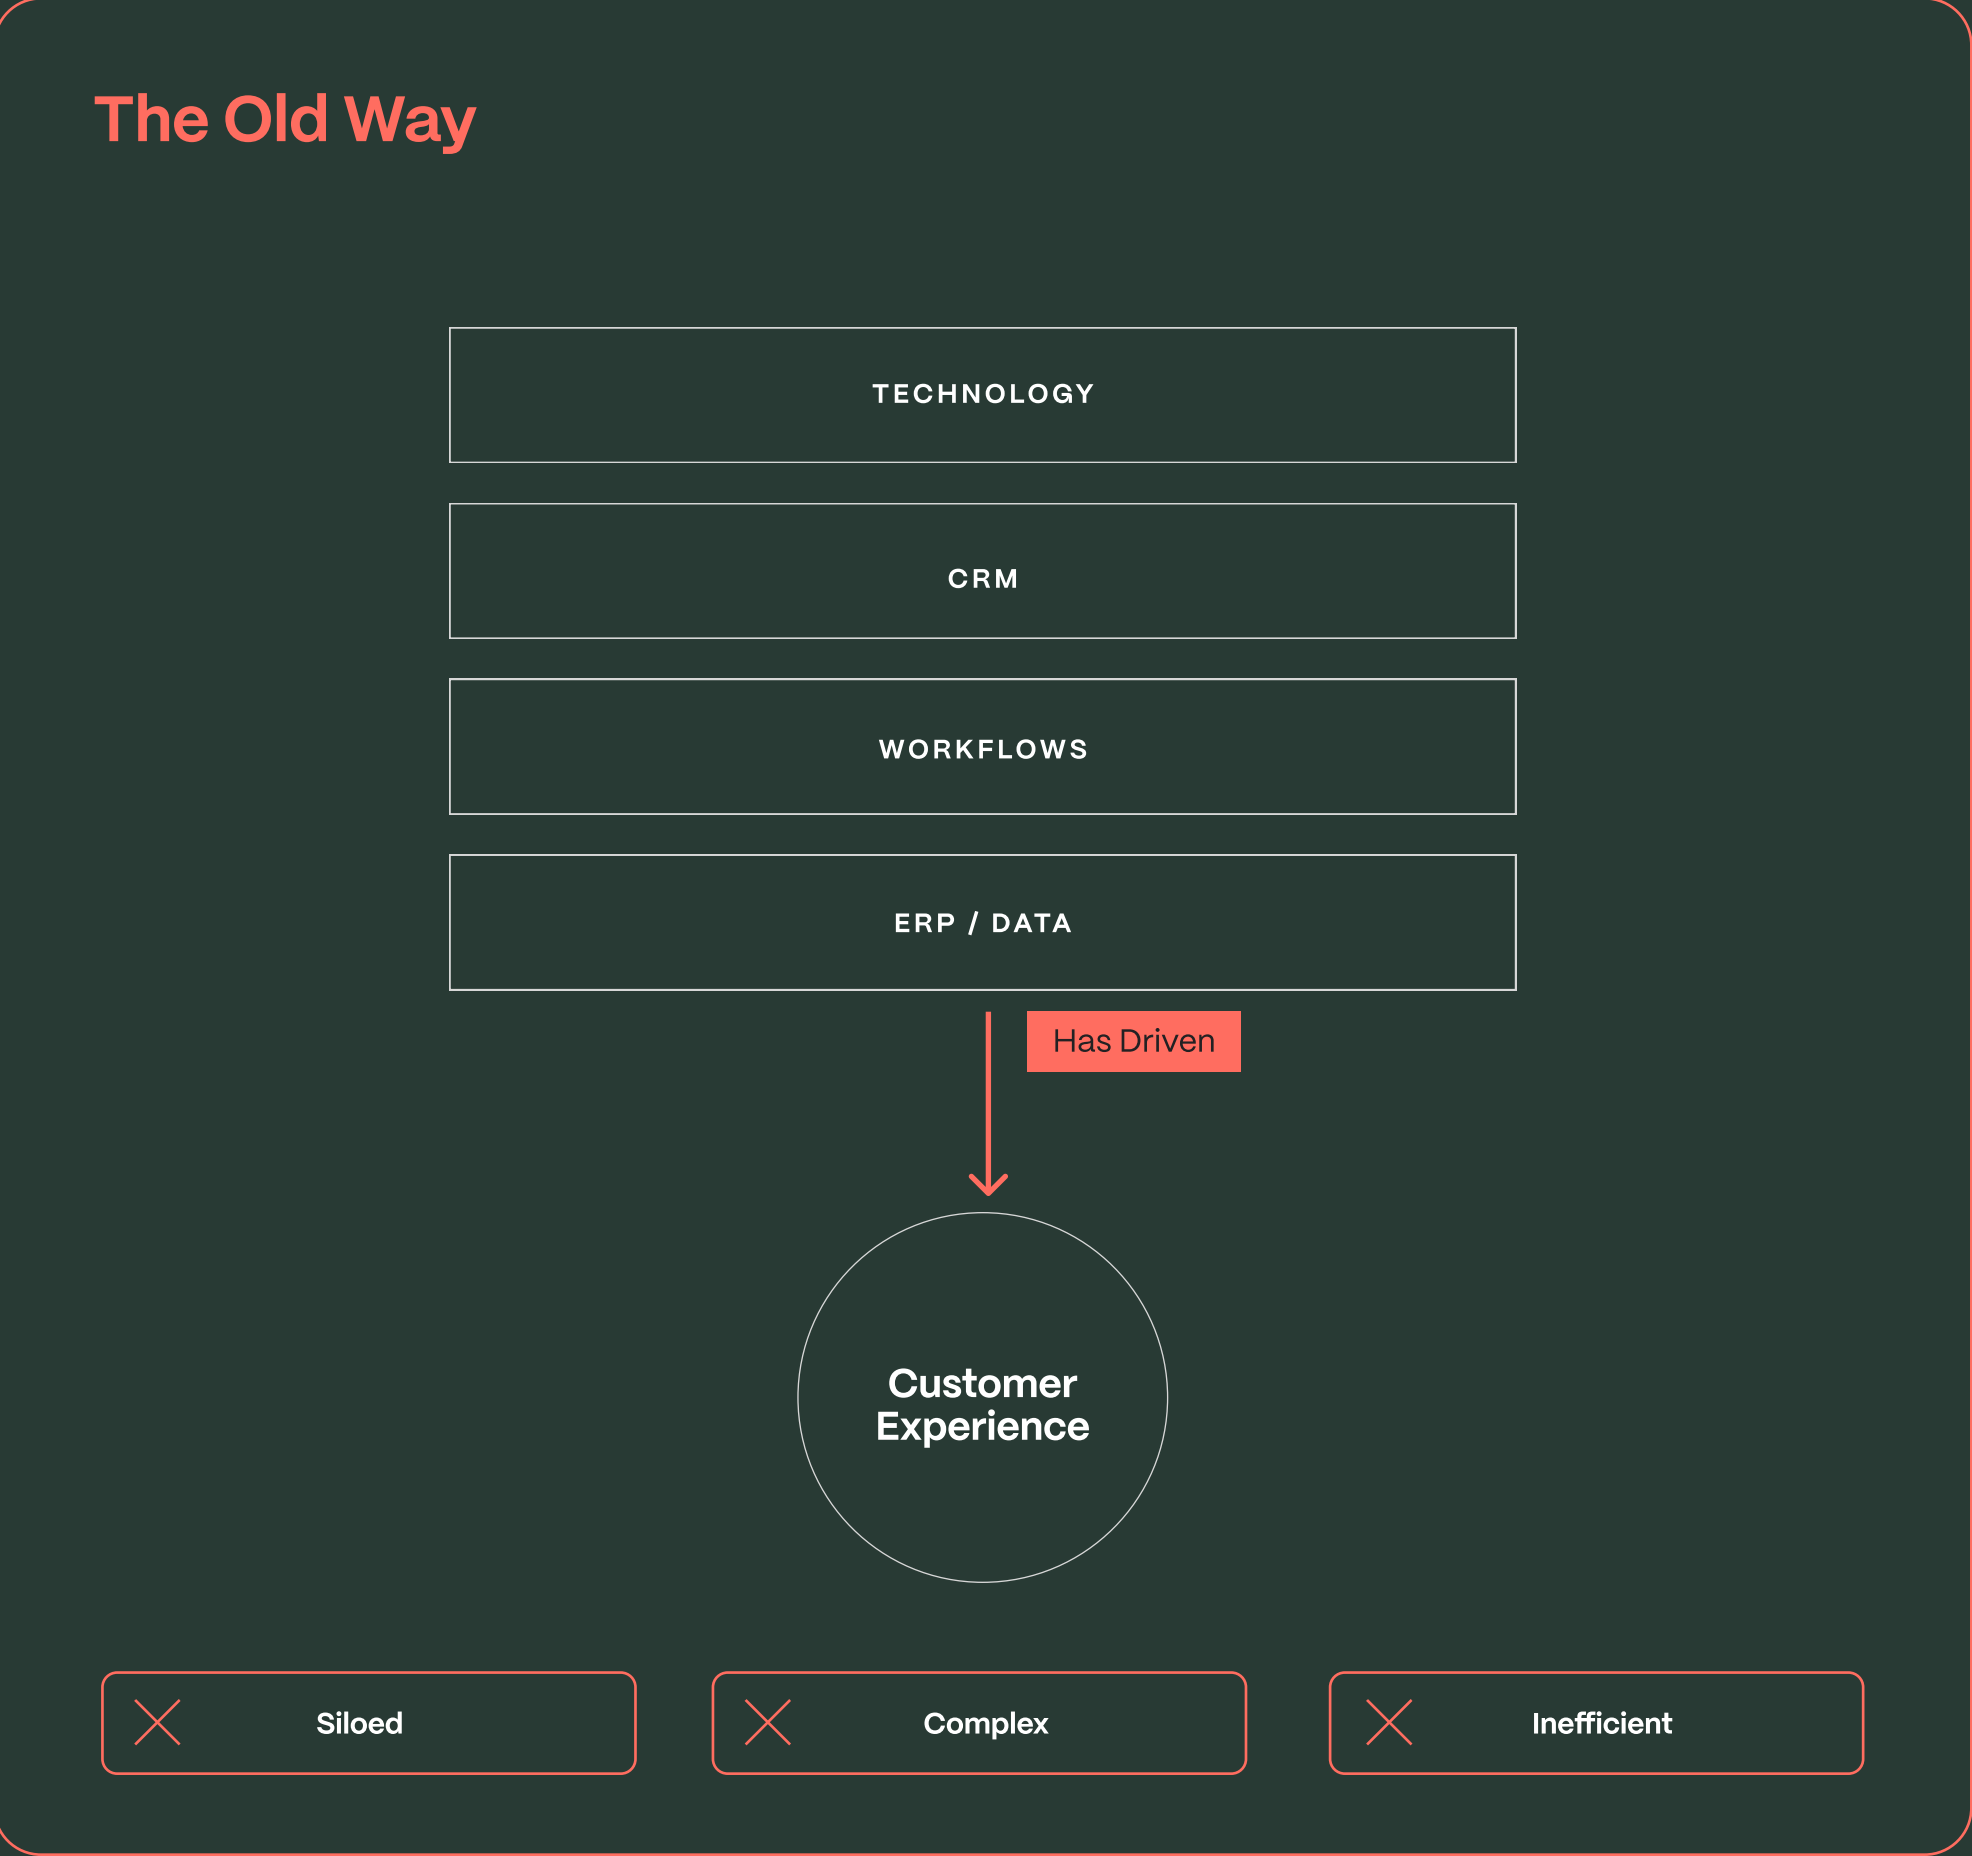 The Old Way
TECHNOLOGY
CRM
WORKFLOWS
ERP / DATA
Has Driven
Customer
Experience
Siloed
Complex
Inefficient